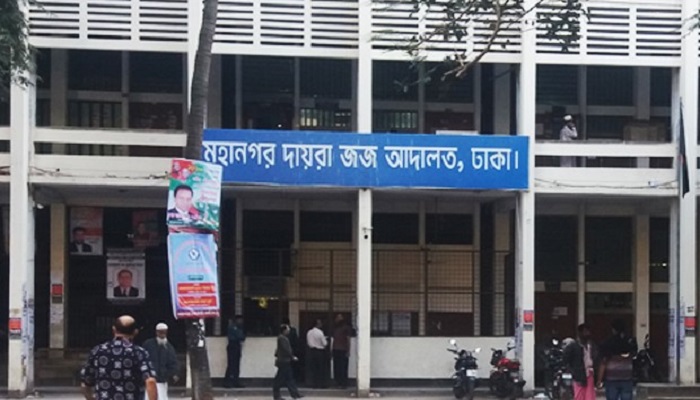 মহানগর দায়রা জজ আদালত, ঢাকা।